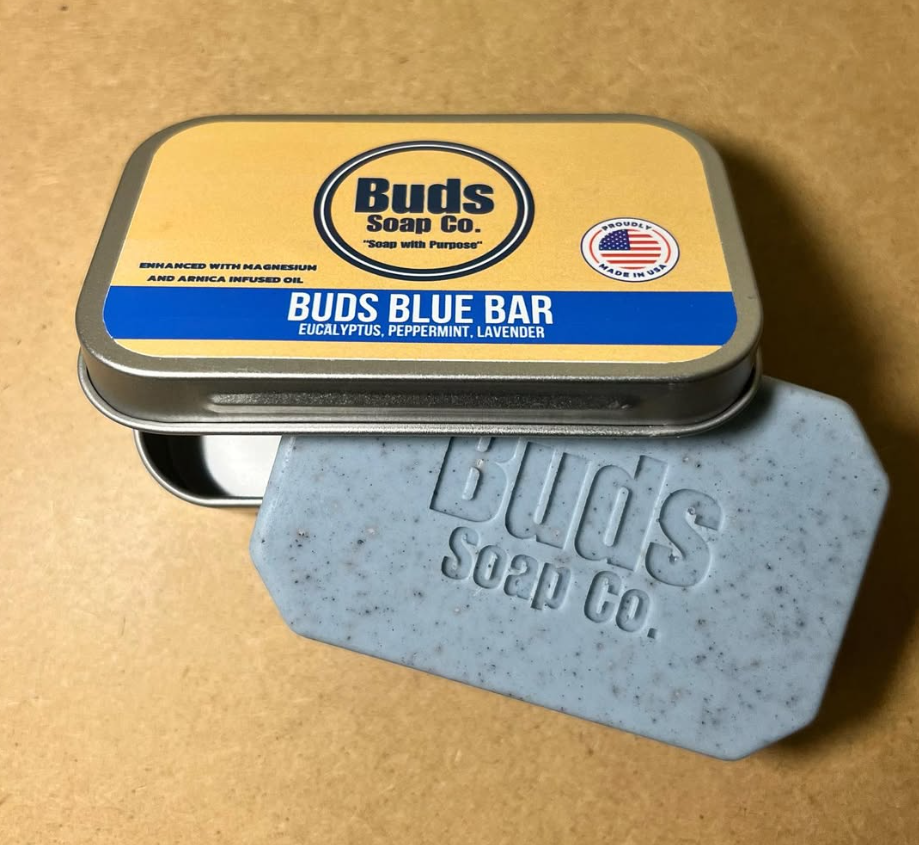 Buds
Soap Co.
"Soap with Purpose"
PROUDLY
MADE IN USA
ENHANCED WITH MAGNESIUM
AND ARNICA INFUSED OIL
BUDS BLUE BAR
EUCALYPTUS, PEPPERMINT, LAVENDER
Buds
Soap Co.